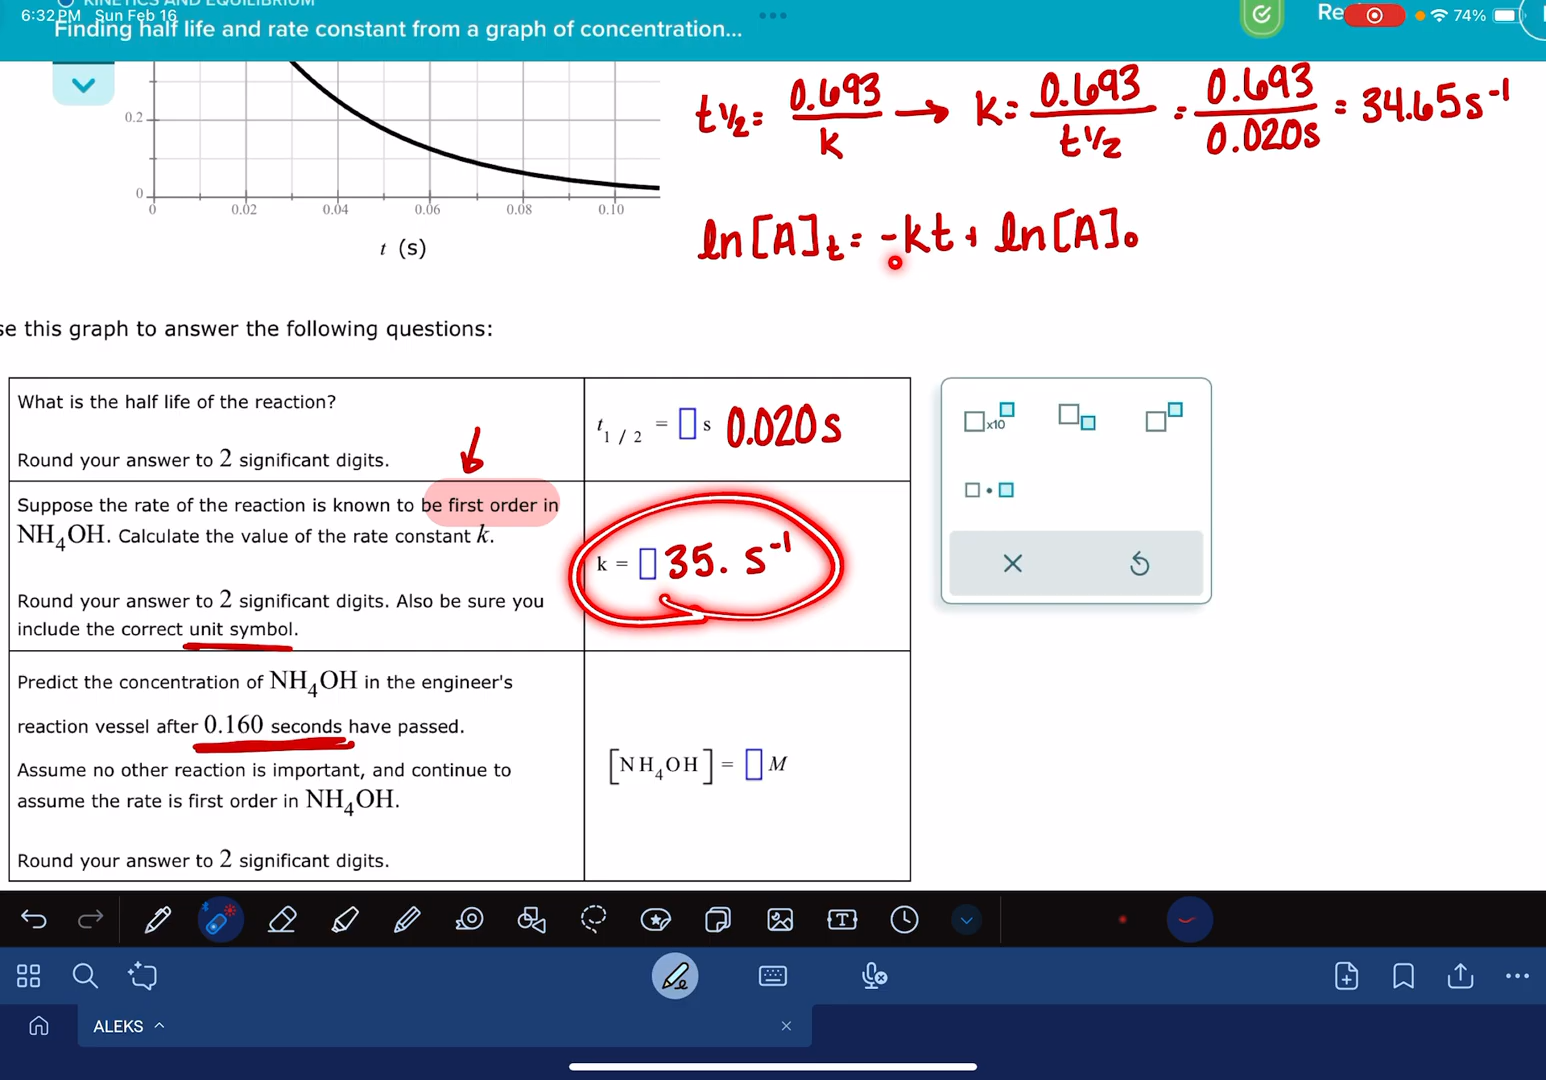 KINETICS AND EQUILIBRIUM
6:32 PM Sun Feb 16
Finding half life and rate constant from a graph of concentration...
Re
74%
t½ = 0.693/K → K = 0.693/t½ = 0.693/0.020s = 34.65 s⁻¹
0.2
0
0 0.02 0.04 0.06 0.08 0.10
t (s)
ln[A]t = -kt + ln[A]₀
se this graph to answer the following questions:
What is the half life of the reaction?
Round your answer to 2 significant digits.
t1 / 2 = s 0.020s
Suppose the rate of the reaction is known to be first order in
NH₄OH. Calculate the value of the rate constant k.
Round your answer to 2 significant digits. Also be sure you
include the correct unit symbol.
k = 35. s⁻¹
x10
Predict the concentration of NH₄OH in the engineer's
reaction vessel after 0.160 seconds have passed.
Assume no other reaction is important, and continue to
assume the rate is first order in NH₄OH.
Round your answer to 2 significant digits.
[NH₄OH] = M
T
ALEKS